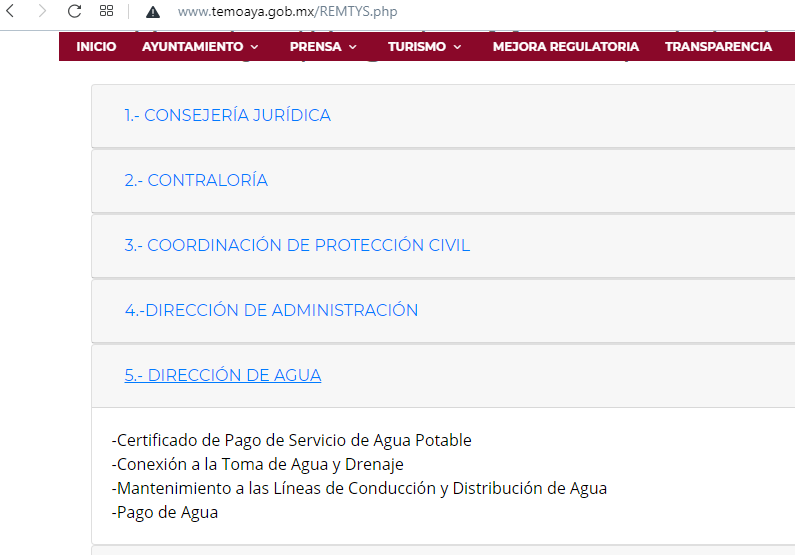 www.temoaya.gob.mx/REMTYS.php
INICIO AYUNTAMIENTO PRENSA TURISMO MEJORA REGULATORIA TRANSPARENCIA
1.- CONSEJERÍA JURÍDICA
2.- CONTRALORÍA
3.- COORDINACIÓN DE PROTECCIÓN CIVIL
4.-DIRECCIÓN DE ADMINISTRACIÓN
5.- DIRECCIÓN DE AGUA
-Certificado de Pago de Servicio de Agua Potable
-Conexión a la Toma de Agua y Drenaje
-Mantenimiento a las Líneas de Conducción y Distribución de Agua
-Pago de Agua